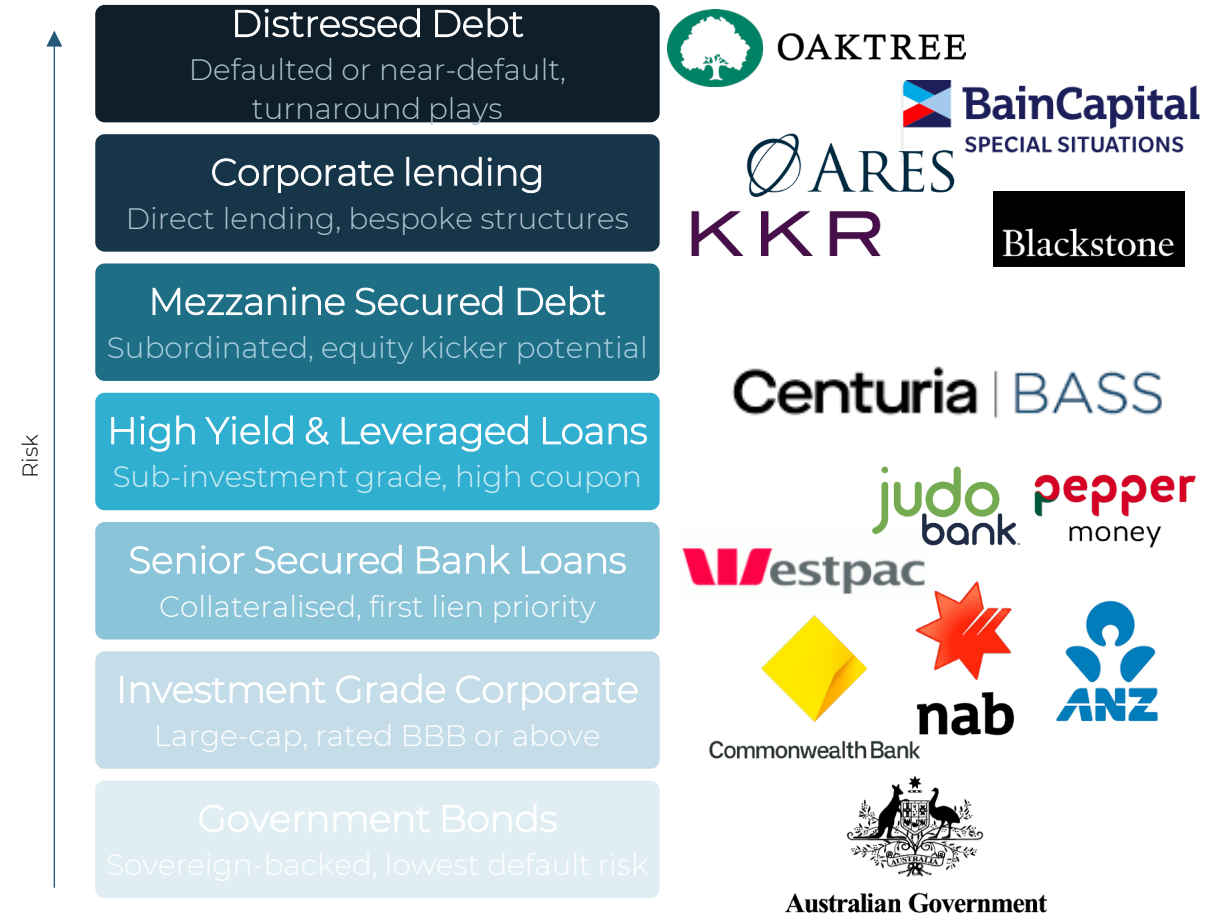 Distressed Debt
Defaulted or near-default,
turnaround plays
Corporate lending
Direct lending, bespoke structures
Mezzanine Secured Debt
Subordinated, equity kicker potential
High Yield & Leveraged Loans
Sub-investment grade, high coupon
Senior Secured Bank Loans
Collateralised, first lien priority
Investment Grade Corporate
Large-cap, rated BBB or above
Government Bonds
Sovereign-backed, lowest default risk
Risk
OAKTREE
BainCapital
SPECIAL SITUATIONS
ARES
KKR
Blackstone
Centuria | BASS
judo
bank
pepper
money
Westpac
nab
ANZ
CommonwealthBank
AUSTRALIA
Australian Government